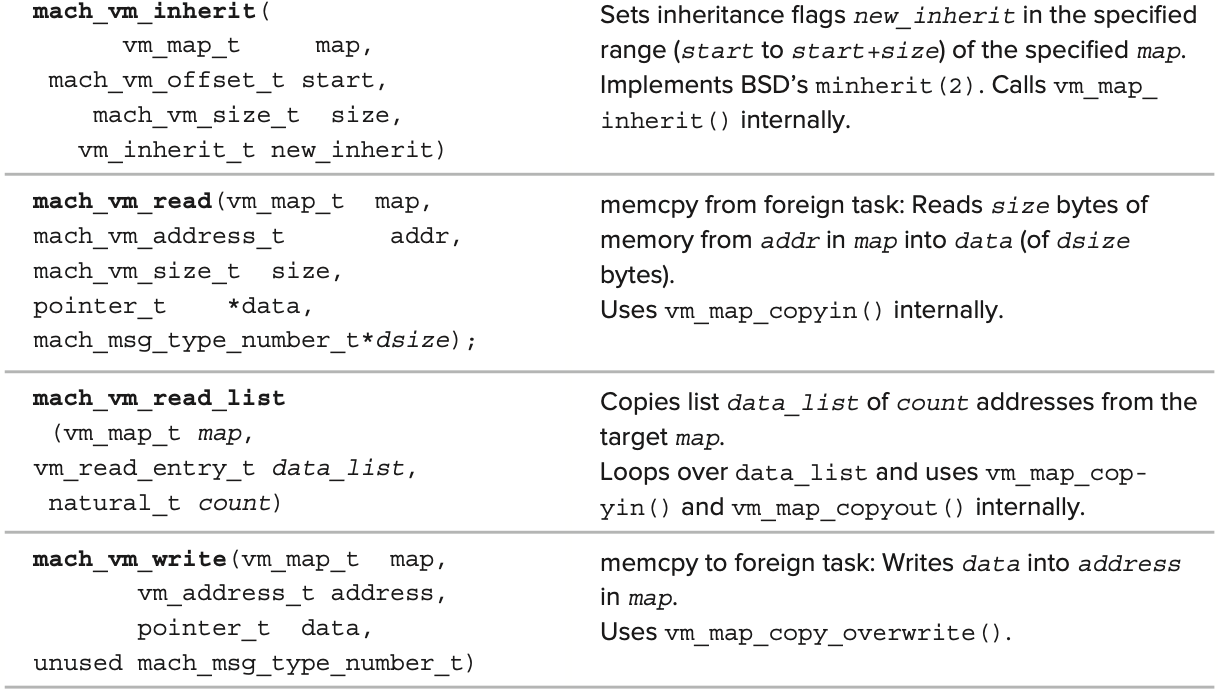 mach_vm_inherit(
vm_map_t map,
mach_vm_offset_t start,
mach_vm_size_t size,
vm_inherit_t new_inherit)
Sets inheritance flags new_inherit in the specified
range (start to start+size) of the specified map.
Implements BSD’s minherit(2). Calls vm_map_
inherit() internally.
mach_vm_read(vm_map_t map,
mach_vm_address_t addr,
mach_vm_size_t size,
pointer_t *data,
mach_msg_type_number_t*dsize);
memcpy from foreign task: Reads size bytes of
memory from addr in map into data (of dsize
bytes).
Uses vm_map_copyin() internally.
mach_vm_read_list
(vm_map_t map,
vm_read_entry_t data_list,
natural_t count)
Copies list data_list of count addresses from the
target map.
Loops over data_list and uses vm_map_cop-
yin() and vm_map_copyout() internally.
mach_vm_write(vm_map_t map,
vm_address_t address,
pointer_t data,
unused mach_msg_type_number_t)
memcpy to foreign task: Writes data into address
in map.
Uses vm_map_copy_overwrite().